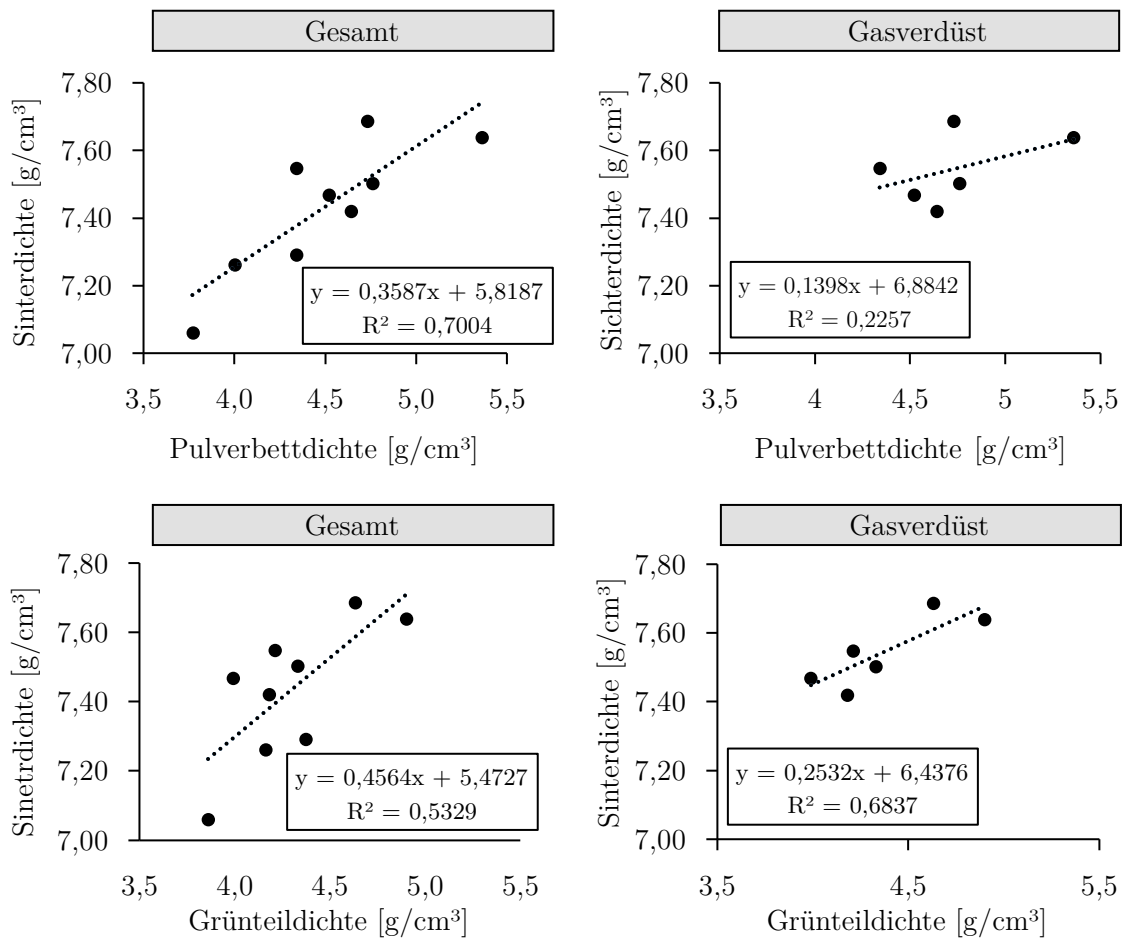 Gesamt
Sinterdichte [g/cm³]
7,80
7,60
7,40
7,20
7,00
y = 0,3587x + 5,8187
R² = 0,7004
3,5 4,0 4,5 5,0 5,5
Pulverbettdichte [g/cm³]
Gasverdüst
Sichterdichte [g/cm³]
7,80
7,60
7,40
7,20
7,00
y = 0,1398x + 6,8842
R² = 0,2257
3,5 4 4,5 5 5,5
Pulverbettdichte [g/cm³]
Gesamt
Sinetrdichte [g/cm³]
7,80
7,60
7,40
7,20
7,00
y = 0,4564x + 5,4727
R² = 0,5329
3,5 4,0 4,5 5,0 5,5
Grünteildichte [g/cm³]
Gasverdüst
Sinterdichte [g/cm³]
7,80
7,60
7,40
7,20
7,00
y = 0,2532x + 6,4376
R² = 0,6837
3,5 4,5 5,5
Grünteildichte [g/cm³]